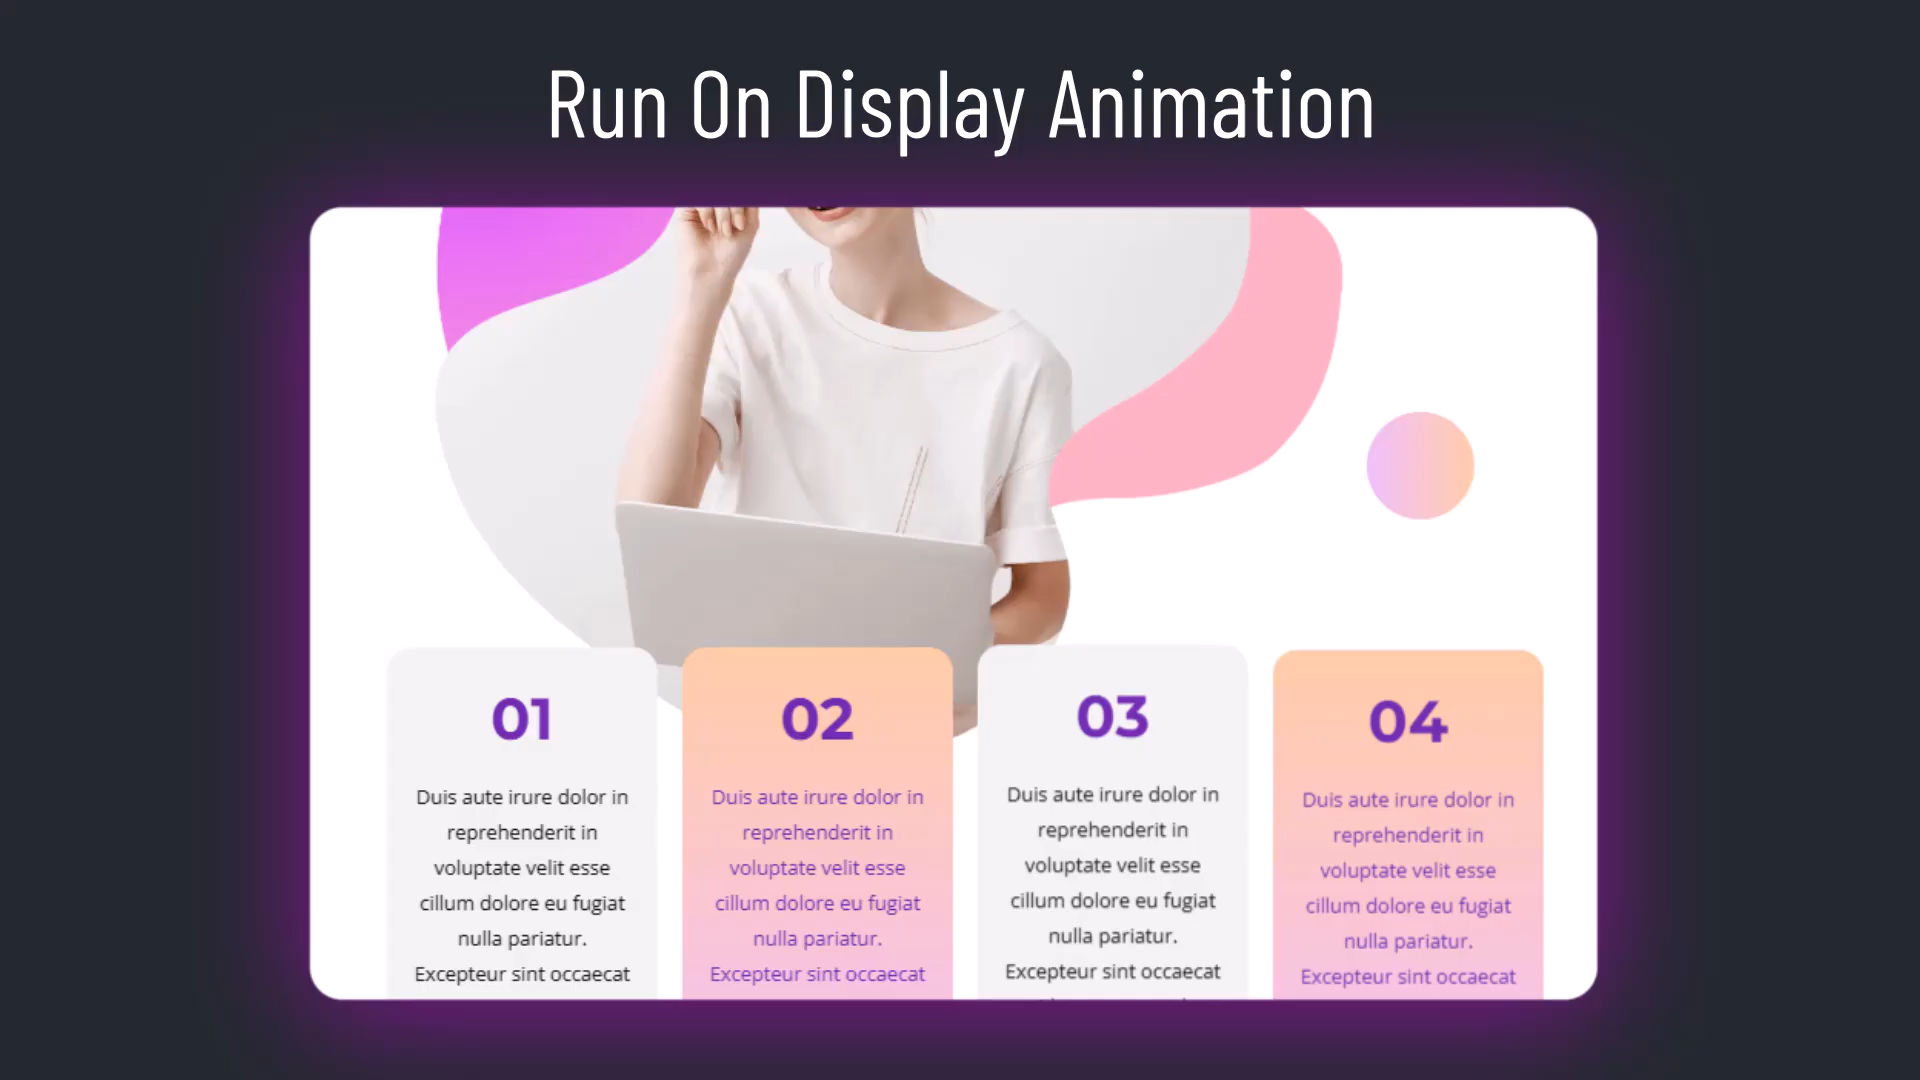 Run On Display Animation
01
Duis aute irure dolor in
reprehenderit in
voluptate velit esse
cillum dolore eu fugiat
nulla pariatur.
Excepteur sint occaecat
02
Duis aute irure dolor in
reprehenderit in
voluptate velit esse
cillum dolore eu fugiat
nulla pariatur.
Excepteur sint occaecat
03
Duis aute irure dolor in
reprehenderit in
voluptate velit esse
cillum dolore eu fugiat
nulla pariatur.
Excepteur sint occaecat
04
Duis aute irure dolor in
reprehenderit in
voluptate velit esse
cillum dolore eu fugiat
nulla pariatur.
Excepteur sint occaecat